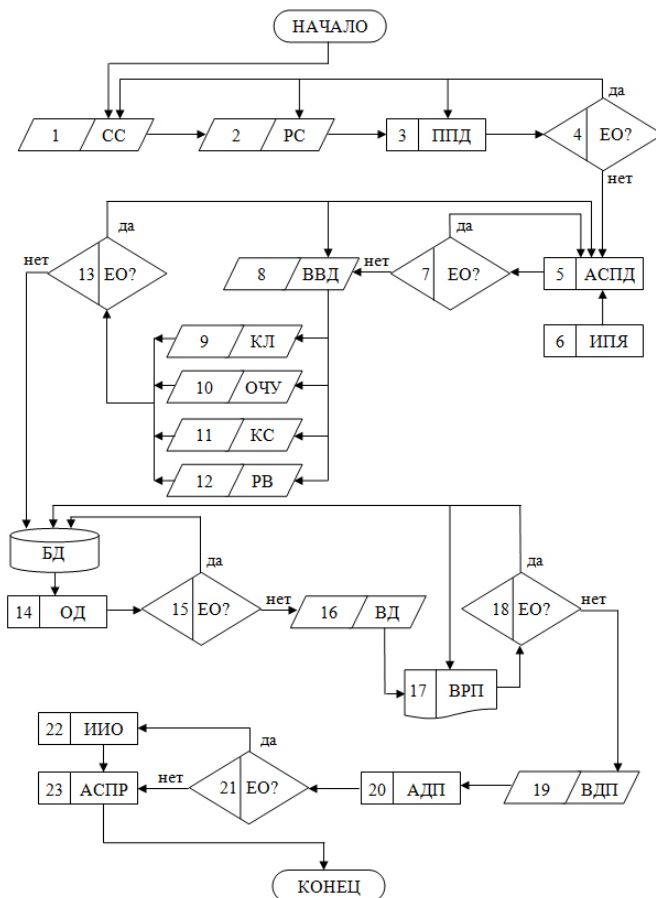 НАЧАЛО
да
1 СС
2 РС
3 ППД
4 ЕО?
нет
да
да
нет
13 ЕО?
8 ВВД
нет
7 ЕО?
5 АСПД
6 ИПЯ
9 КЛ
10 ОЧУ
11 КС
12 РВ
БД
да
да
14 ОД
15 ЕО?
нет
16 ВД
18 ЕО?
нет
17 ВРП
22 ИИО
да
23 АСПР
нет
21 ЕО?
20 АДП
19 ВДП
КОНЕЦ